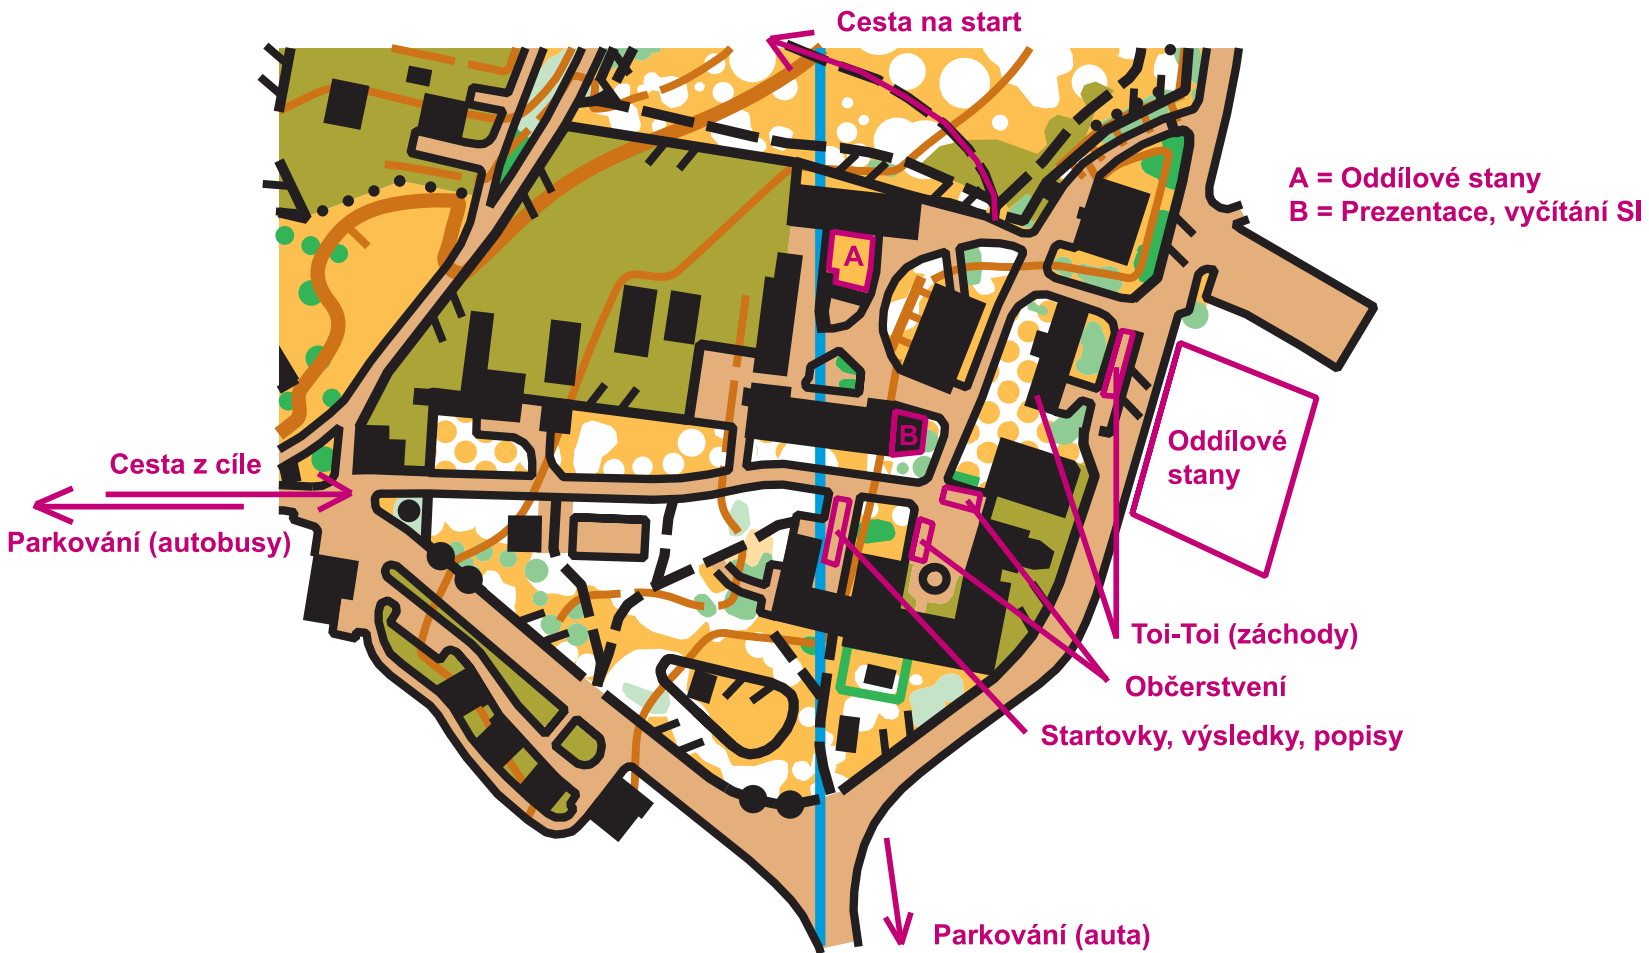 Cesta na start
A = Oddílové stany
B = Prezentace, vyčítání SI
A
B
Oddílové
stany
Cesta z cíle
Parkování (autobusy)
Toi-Toi (záchody)
Občerstvení
Startovky, výsledky, popisy
Parkování (auta)